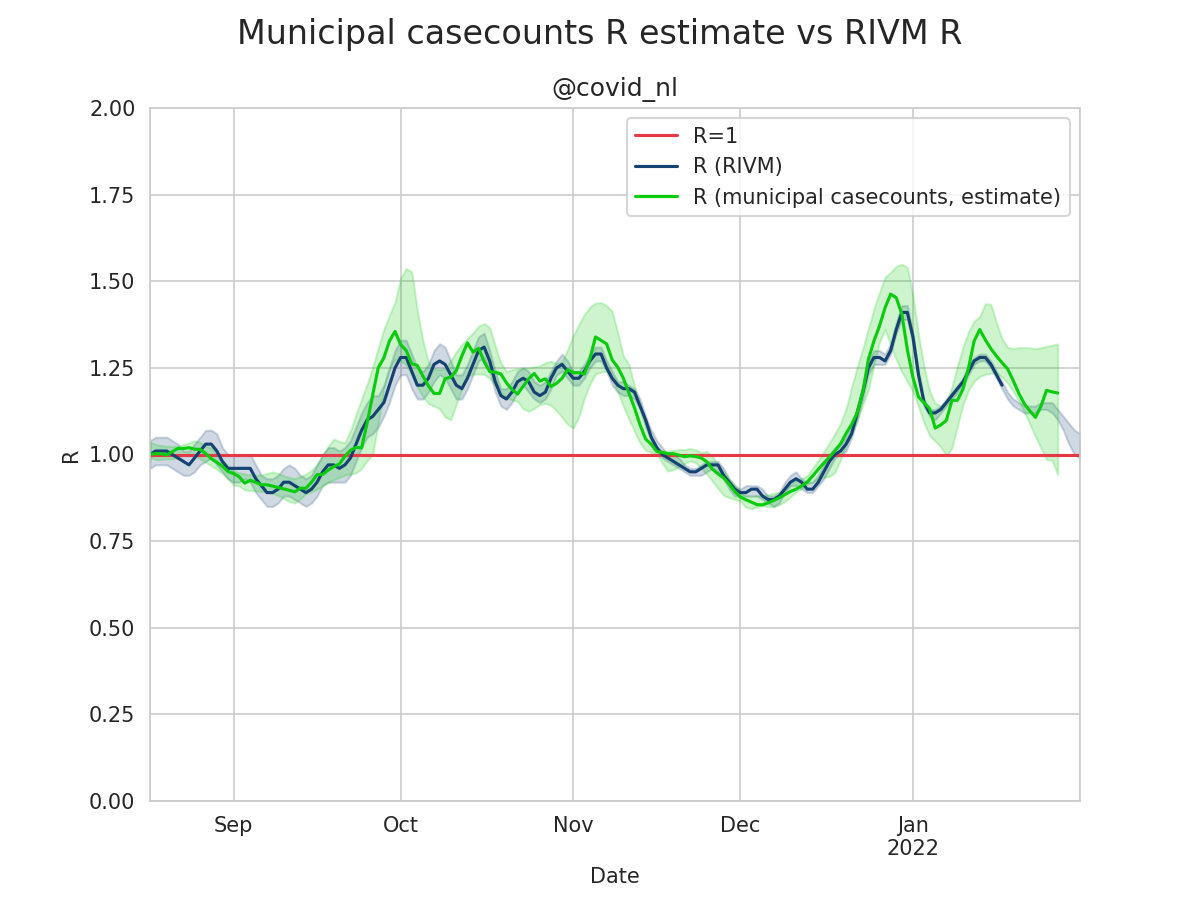 Municipal casecounts R estimate vs RIVM R
@covid_nl
2.00
1.75
1.50
1.25
1.00
0.75
0.50
0.25
0.00
R
R=1
R (RIVM)
R (municipal casecounts, estimate)
Sep
Oct
Nov
Dec
Jan
2022
Date